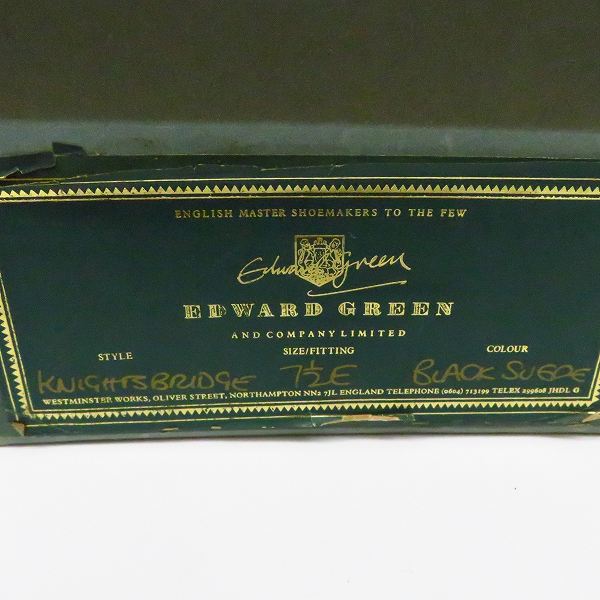 ENGLISH MASTER SHOEMAKERS TO THE FEW
Edward Green
EDWARD GREEN
AND COMPANY LIMITED
STYLE SIZE/FITTING COLOUR
KNIGHTSBRIDGE 7½E BLACK SUEDE
WESTMINSTER WORKS, OLIVER STREET, NORTHAMPTON NN2 7JL ENGLAND TELEPHONE (0604) 713199 TELEX 299608 JHDL G